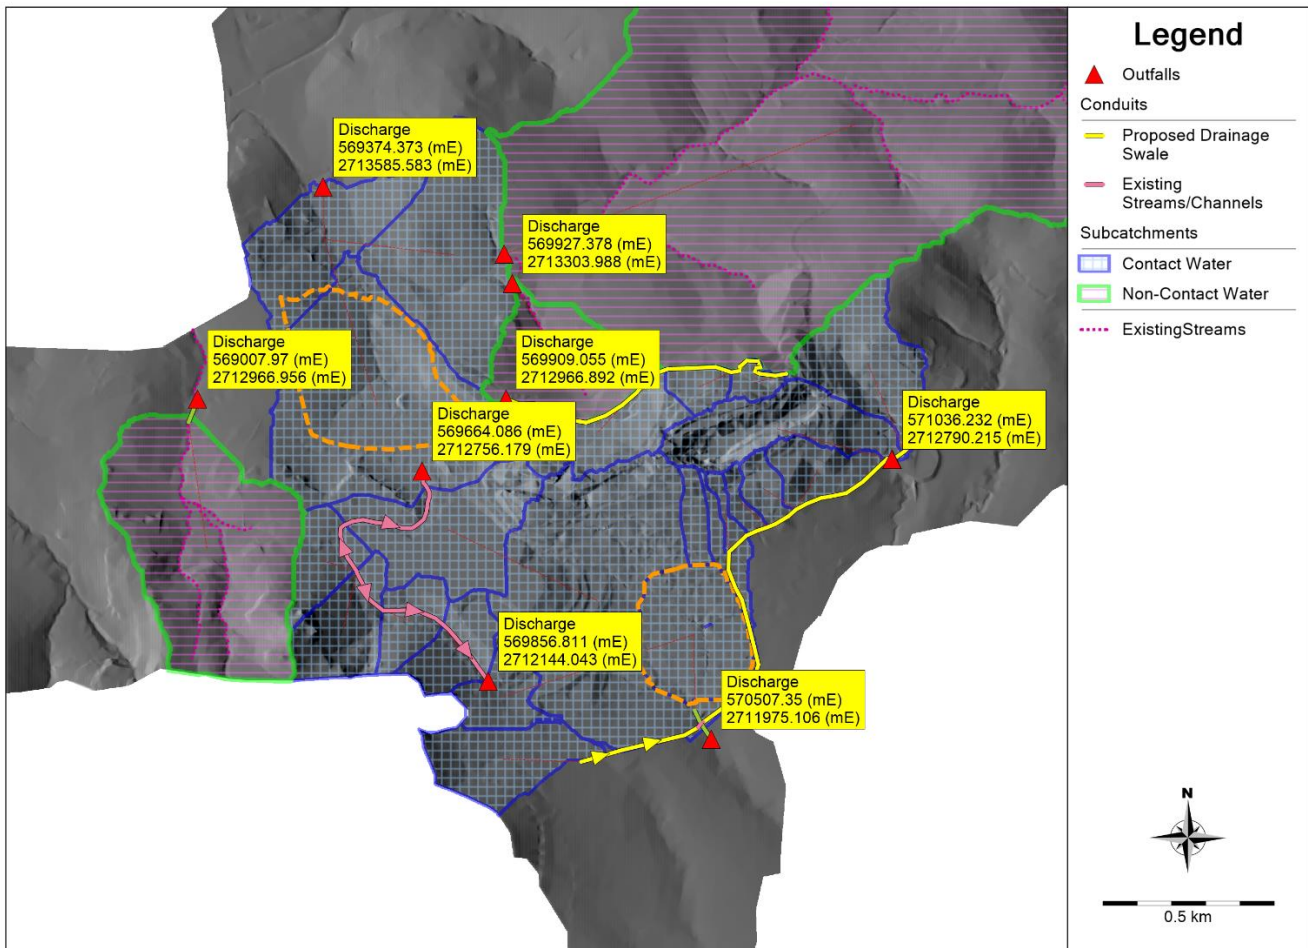 Legend
Outfalls
Conduits
Proposed Drainage
Swale
Existing
Streams/Channels
Subcatchments
Contact Water
Non-Contact Water
ExistingStreams
N
0.5 km
Discharge
569374.373 (mE)
2713585.583 (mE)
Discharge
569927.378 (mE)
2713303.988 (mE)
Discharge
569007.97 (mE)
2712966.956 (mE)
Discharge
569909.055 (mE)
2712966.892 (mE)
Discharge
569664.086 (mE)
2712756.179 (mE)
Discharge
571036.232 (mE)
2712790.215 (mE)
Discharge
569856.811 (mE)
2712144.043 (mE)
Discharge
570507.35 (mE)
2711975.106 (mE)